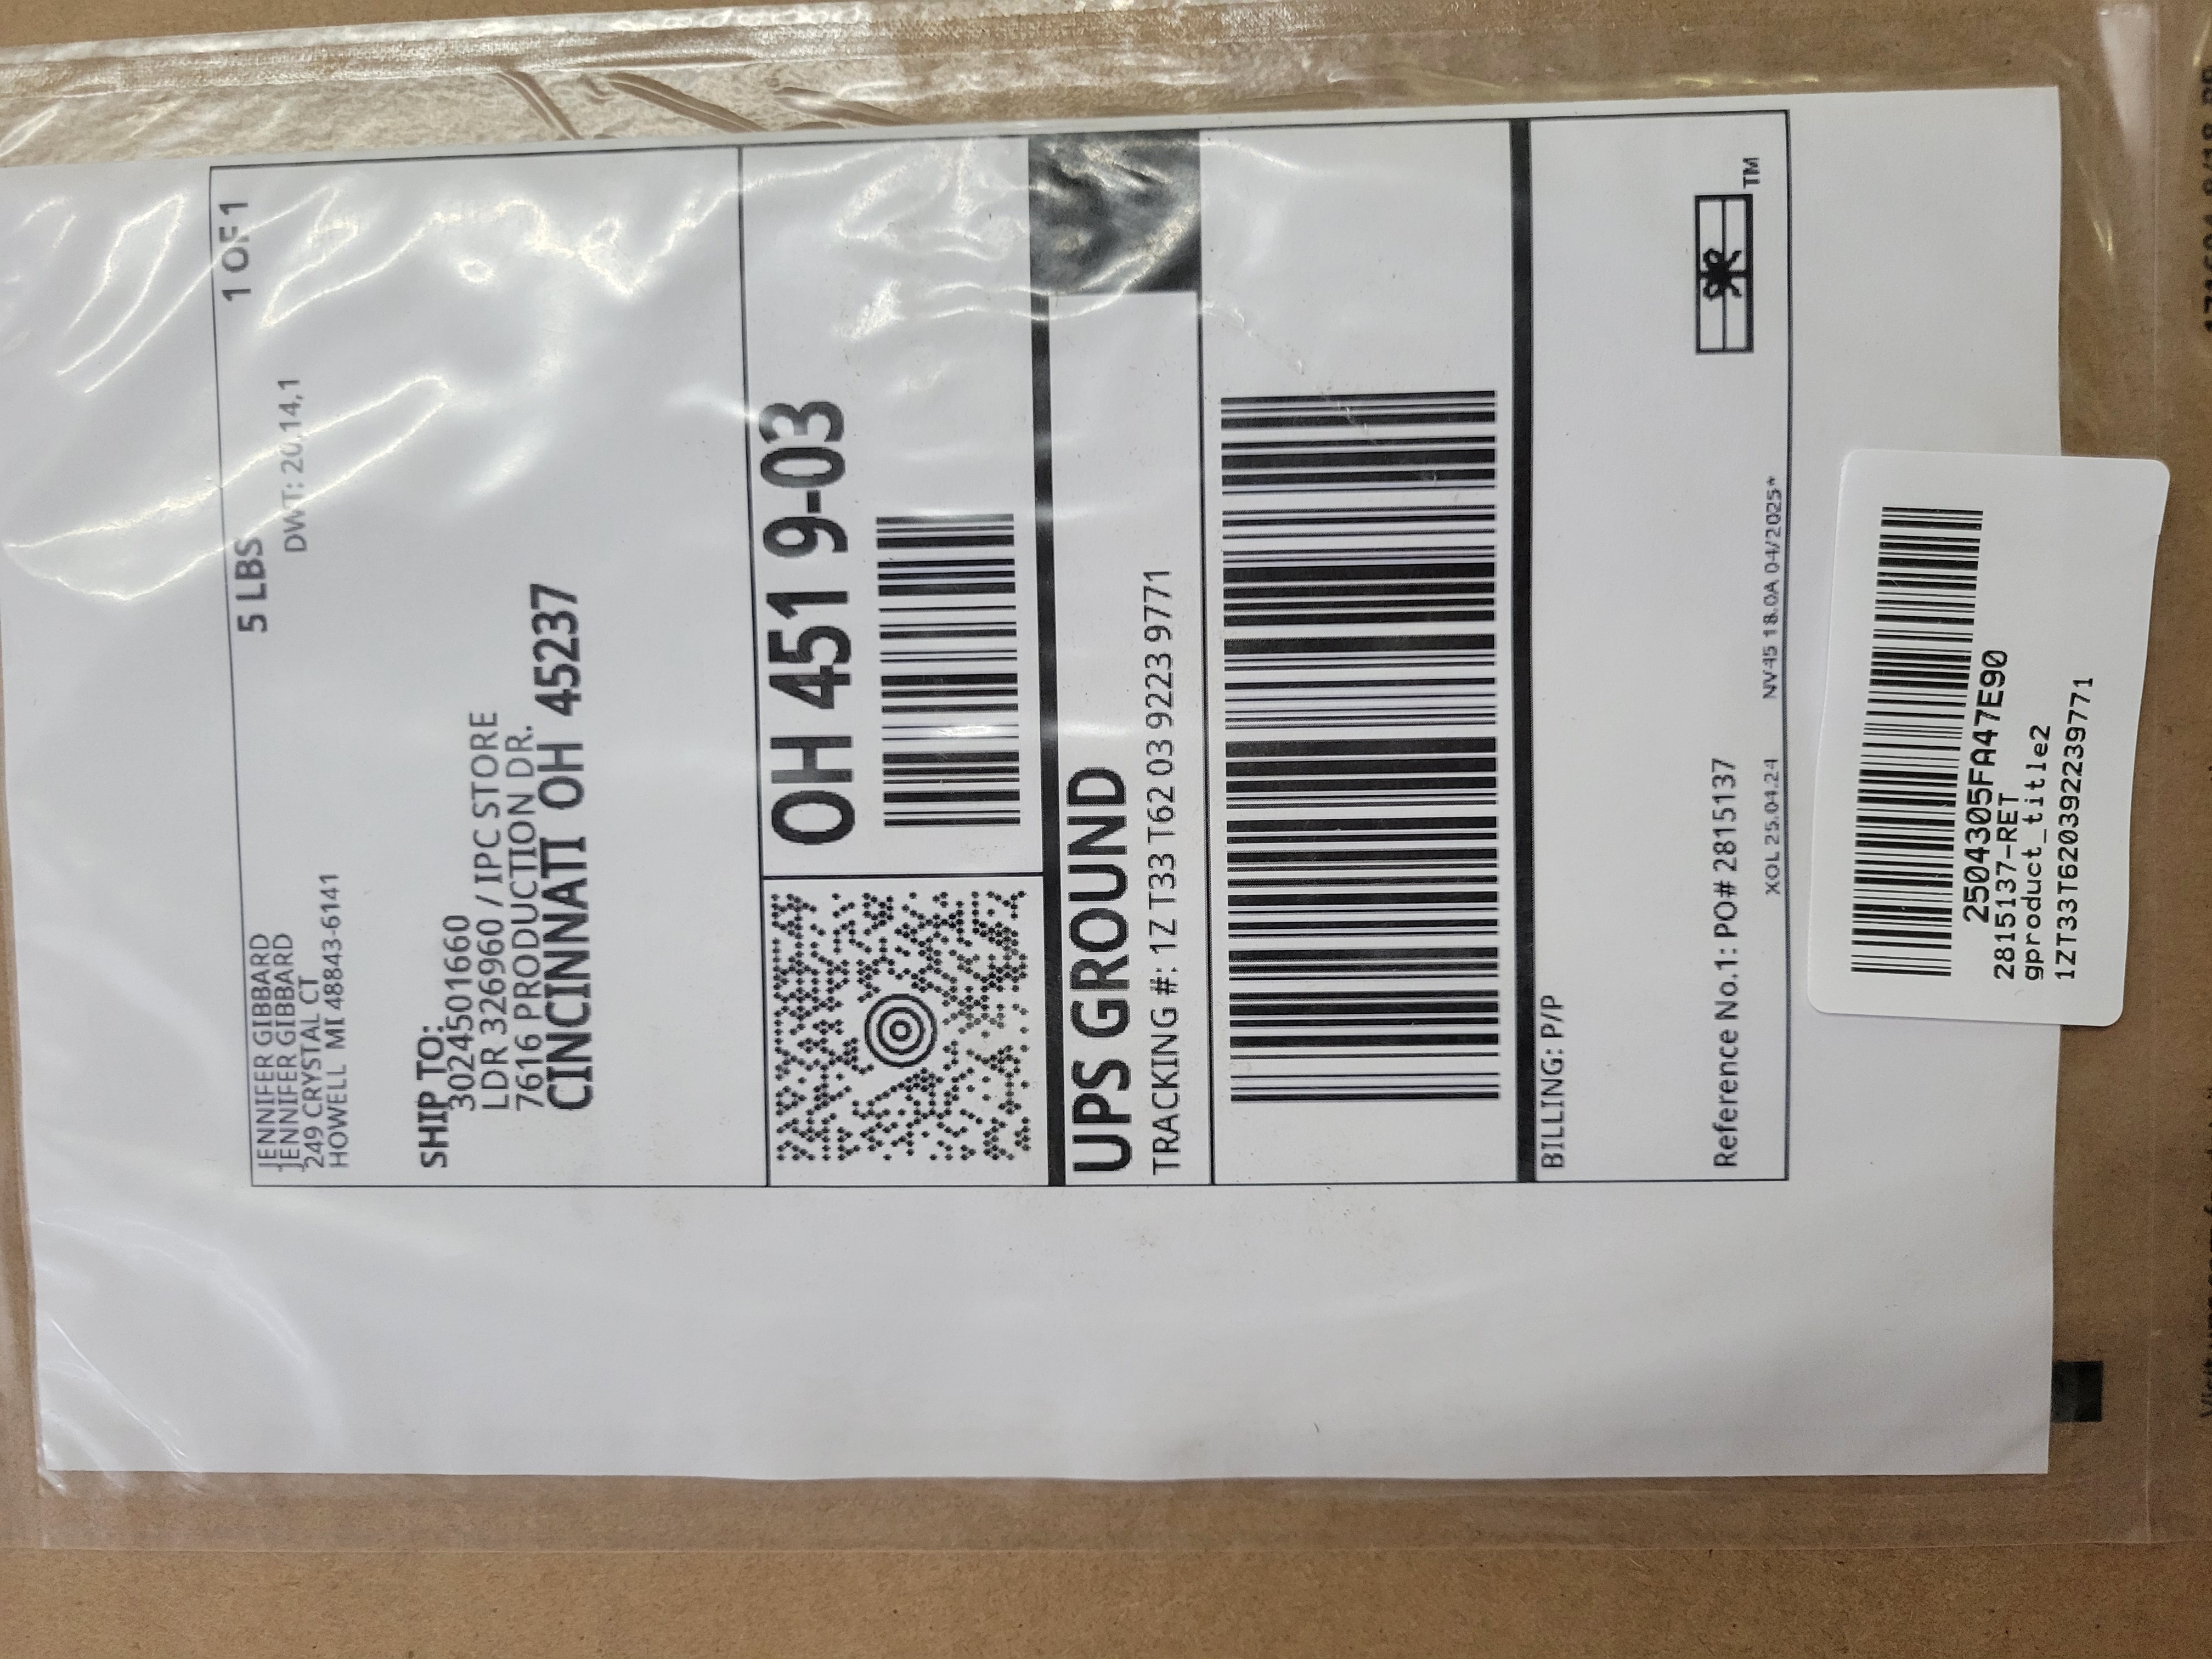 JENNIFER GIBBARD
JENNIFER GIBBARD
249 CRYSTAL CT
HOWELL MI 48843-6141
5 LBS
1 OF 1
DWT: 20,14,1
SHIP TO:
3024501660
LDR 326960 / IPC STORE
7616 PRODUCTION DR.
CINCINNATI OH 45237
OH 451 9-03
UPS GROUND
TRACKING #: 1Z T33 T62 03 9223 9771
BILLING: P/P
Reference No.1: PO# 2815137
XOL 25.04.24 NV45 18.0A 04/2025*
TM
2504305FA47E90
2815137-RET
gproduct_title2
1ZT33T620392239771